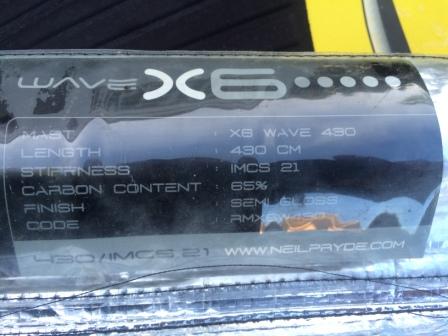 WAVE X6
MAST : X6 WAVE 430
LENGTH : 430 CM
STIFFNESS : IMCS 21
CARBON CONTENT : 65%
FINISH : SEMI GLOSS
CODE :
430/IMCS 21 WWW.NEILPRYDE.COM